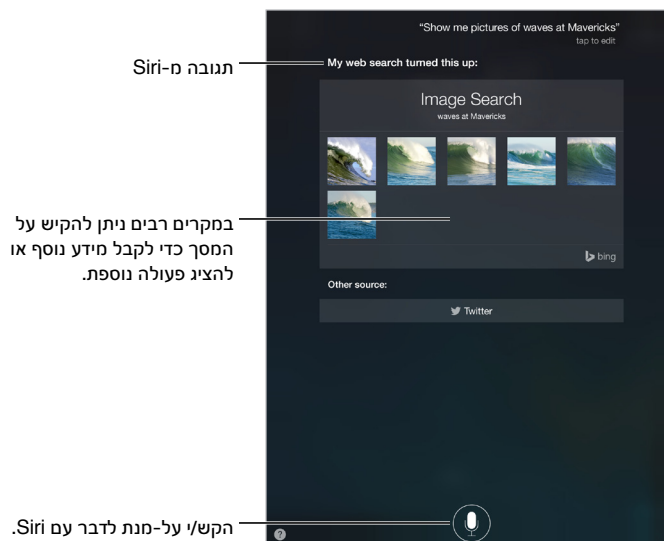 “Show me pictures of waves at Mavericks”
tap to edit
תגובה מ-Siri
My web search turned this up:
Image Search
waves at Mavericks
במקרים רבים ניתן להקיש על
המסך כדי לקבל מידע נוסף או
להציג פעולה נוספת.
bing
Other source:
Twitter
הקש/י על-מנת לדבר עם Siri.
?